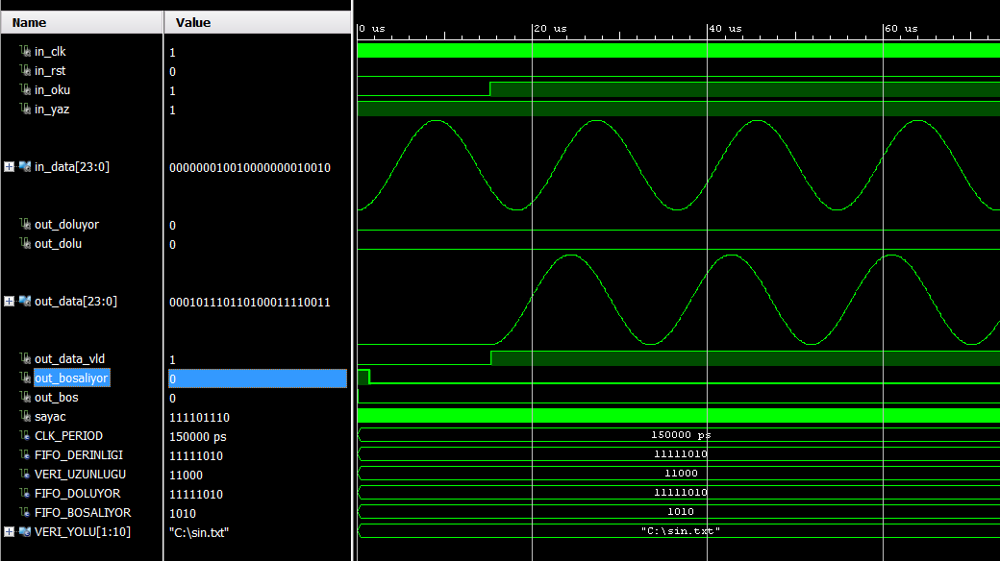 Name Value
0 us 20 us 40 us 60 us
in_clk 1
in_rst 0
in_oku 1
in_yaz 1
in_data[23:0] 000000010010000000010010
out_doluyor 0
out_dolu 0
out_data[23:0] 000101110110100011110011
out_data_vld 1
out_bosaliyor 0
out_bos 0
sayac 111101110
CLK_PERIOD 150000 ps 150000 ps
FIFO_DERINLIGI 11111010 11111010
VERI_UZUNLUGU 11000 11000
FIFO_DOLUYOR 11111010 11111010
FIFO_BOSALIYOR 1010 1010
VERI_YOLU[1:10] "C:\sin.txt" "C:\sin.txt"